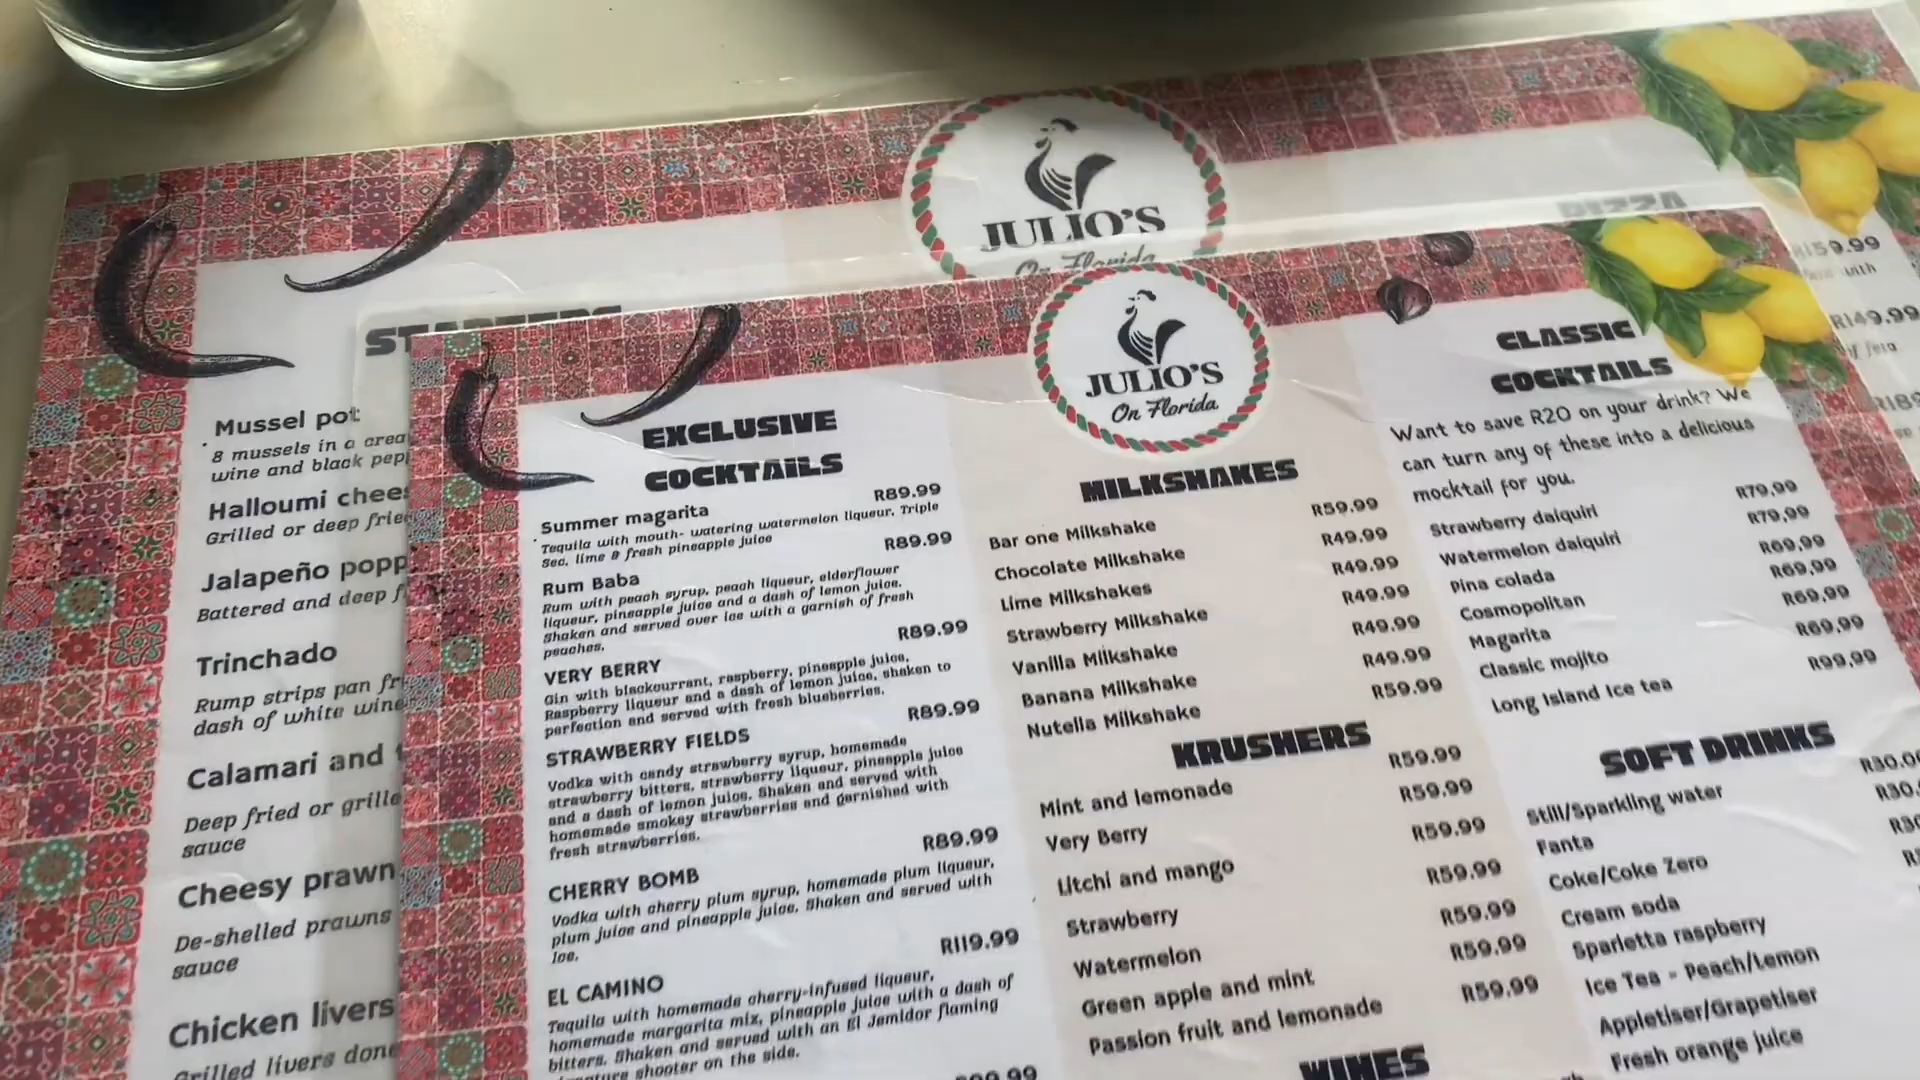 JULIO'S
On Florida
PIZZA
R159.99
with
R149.99
if feta
Mussel pot
8 mussels in a
wine and black
Halloumi
Grilled or deep
Jalapeño
Battered and deep
Trinchado
Rump strips pan
dash of white wine
Calamari and
Deep fried or
sauce
Cheesy prawn
De-shelled prawns
sauce
Chicken livers
Grilled livers done
JULIO'S
On Florida
EXCLUSIVE
COCKTAILS
Summer magarita R89.99
Tequila with mouth- watering watermelon liqueur, Triple
Sec, lime & fresh pineapple juice
Rum Baba R89.99
Rum with peach syrup, peach liqueur, elderflower
liqueur, pineapple juice and a dash of lemon juice.
Shaken and served over ice with a garnish of fresh
peaches.
VERY BERRY R89.99
Gin with blackcurrant, raspberry, pineapple juice,
Raspberry liqueur and a dash of lemon juice, shaken to
perfection and served with fresh blueberries.
STRAWBERRY FIELDS R89.99
Vodka with candy strawberry syrup, homemade
strawberry bitters, strawberry liqueur, pineapple juice
and a dash of lemon juice. Shaken and served with
homemade smokey strawberries and garnished with
fresh strawberries.
CHERRY BOMB R89.99
Vodka with cherry plum syrup, homemade plum liqueur,
plum juice and pineapple juice. Shaken and served with
Ice.
EL CAMINO R119.99
Tequila with homemade cherry-infused liqueur,
homemade margarita mix, pineapple juice with a dash of
bitters. Shaken and served with an El Jemidor flaming
shooter on the side.
MILKSHAKES
Bar one Milkshake R59.99
Chocolate Milkshake R49.99
Lime Milkshakes R49.99
Strawberry Milkshake R49.99
Vanilla Milkshake R49.99
Banana Milkshake R49.99
Nutella Milkshake R59.99
KRUSHERS
Mint and lemonade R59.99
Very Berry R59.99
Litchi and mango R59.99
Strawberry R59.99
Watermelon R59.99
Green apple and mint R59.99
Passion fruit and lemonade R59.99
WINES
CLASSIC
COCKTAILS
Want to save R20 on your drink? We
can turn any of these into a delicious
mocktail for you.
Strawberry daiquiri R79,99
Watermelon daiquiri R79,99
Pina colada R69,99
Cosmopolitan R69,99
Magarita R69,99
Classic mojito R69,99
Long Island Ice tea R99,99
SOFT DRINKS
Still/Sparkling water
Fanta
Coke/Coke Zero
Cream soda
Sparletta raspberry
Ice Tea - Peach/Lemon
Appletiser/Grapetiser
Fresh orange juice